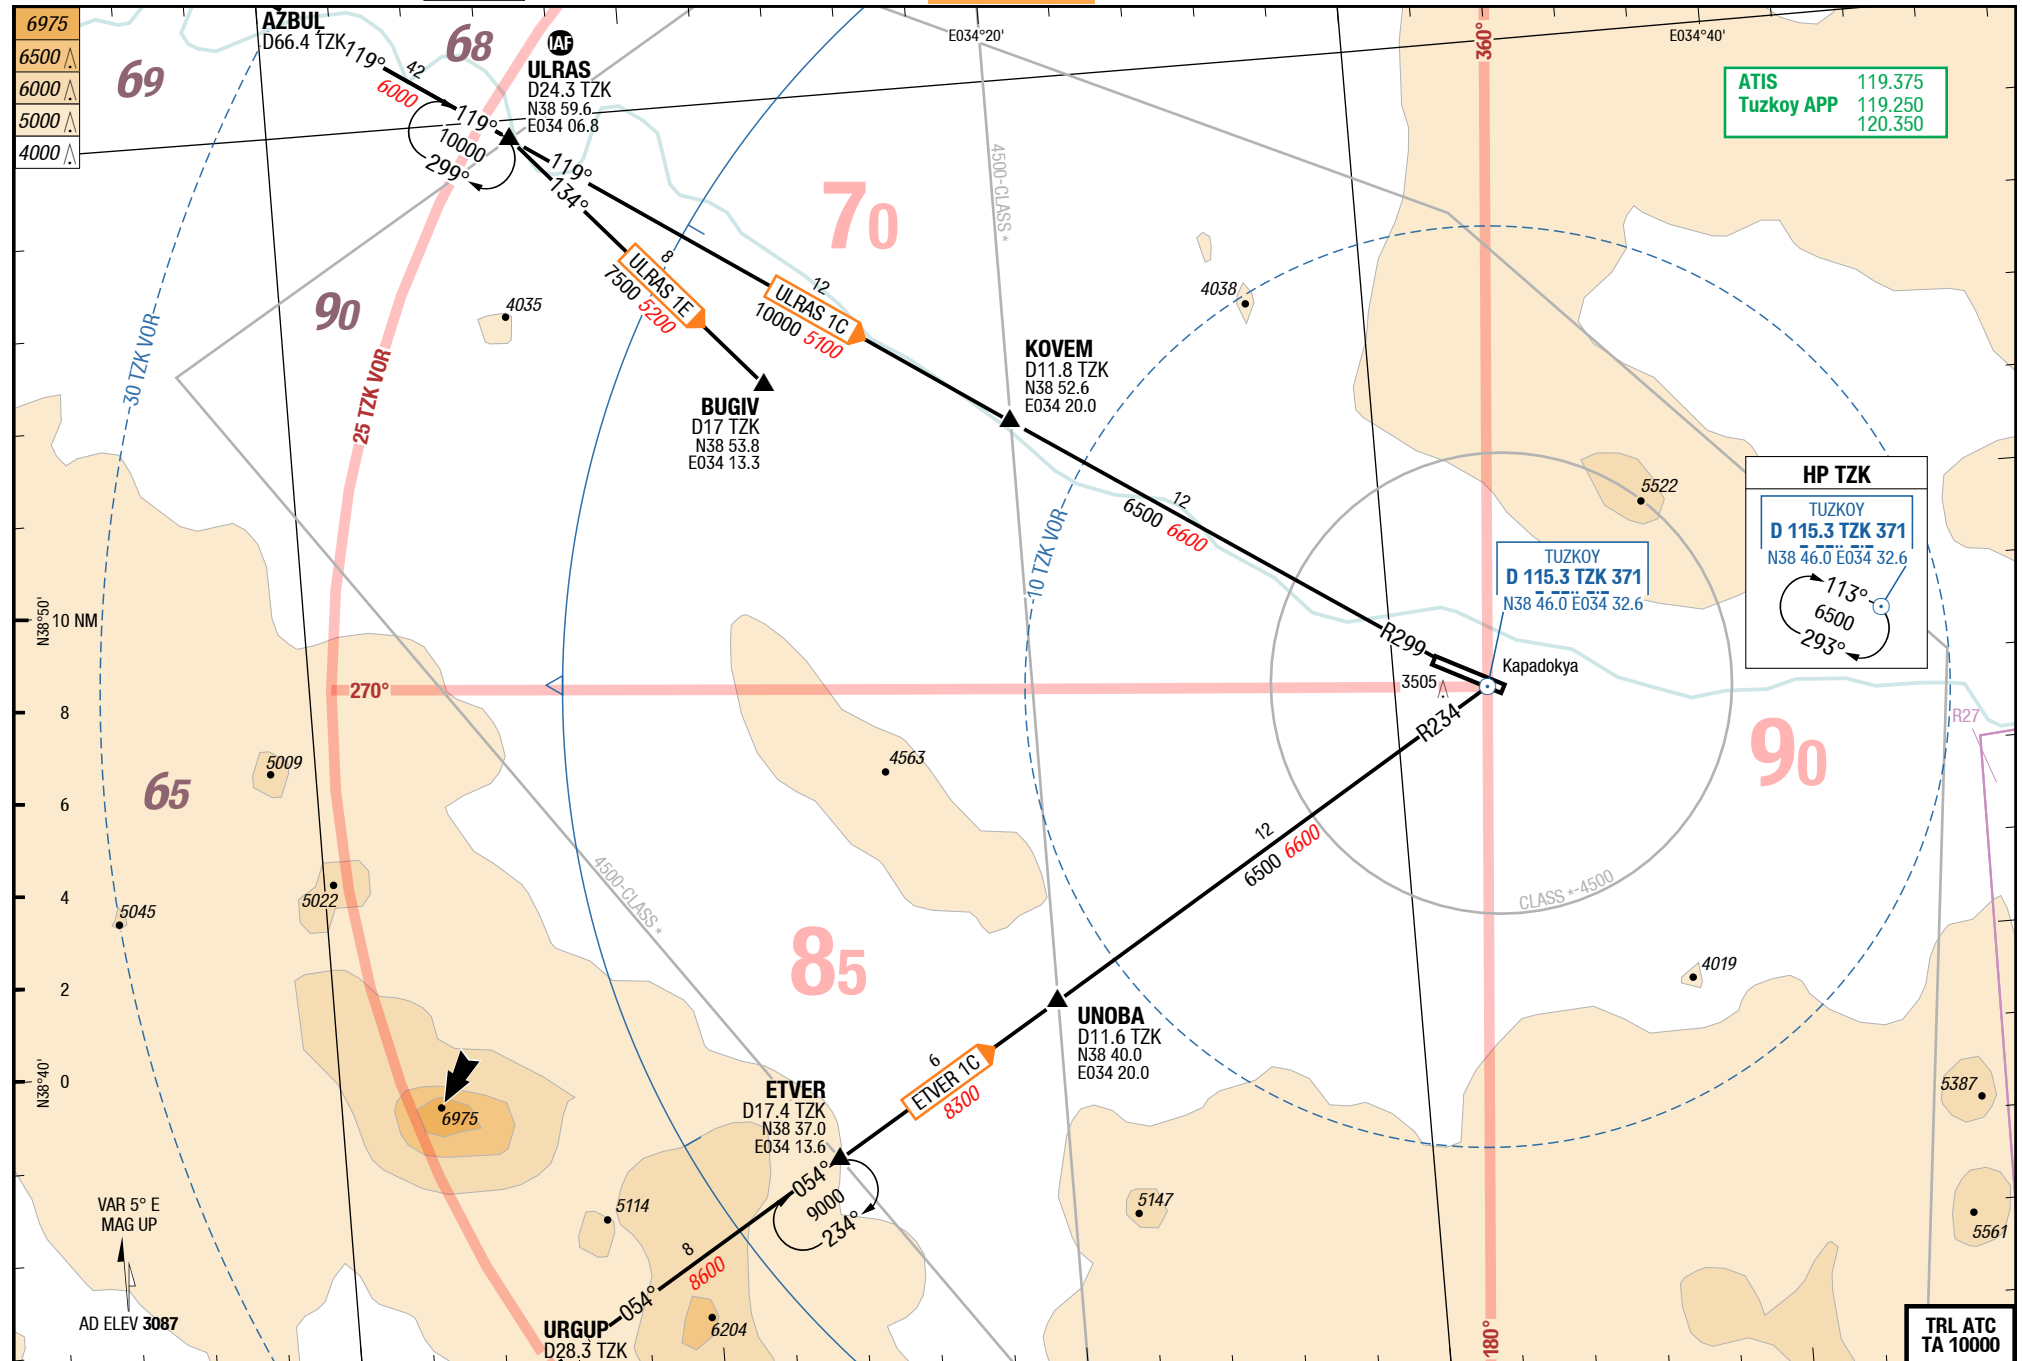 6975
6500
6000
5000
4000
69
68
AZBUL
D66.4 TZK
119°
42
6000
119°
10000
299°
IAF
ULRAS
D24.3 TZK
N38 59.6
E034 06.8
119°
134°
E034°20'
E034°40'
360°
ATIS 119.375
Tuzkoy APP 119.250
120.350
70
4500-CLASS *
8
ULRAS 1E
7500 5200
12
ULRAS 1C
10000 5100
90
4035
4038
30 TZK VOR
25 TZK VOR
KOVEM
D11.8 TZK
N38 52.6
E034 20.0
BUGIV
D17 TZK
N38 53.8
E034 13.3
12
6500 6600
10 TZK VOR
5522
HP TZK
TUZKOY
D 115.3 TZK 371
N38 46.0 E034 32.6
113°
6500
293°
TUZKOY
D 115.3 TZK 371
N38 46.0 E034 32.6
N38°50'
10 NM
R299
Kapadokya
3505
270°
R234
R27
8
90
4563
5009
65
6
12
6500 6600
4500-CLASS *
CLASS *-4500
5022
4
5045
85
4019
2
UNOBA
D11.6 TZK
N38 40.0
E034 20.0
6
ETVER 1C
8300
N38°40'
0
6975
ETVER
D17.4 TZK
N38 37.0
E034 13.6
5387
054°
9000
234°
5114
5147
5561
VAR 5° E
MAG UP
8
8600
054°
AD ELEV 3087
URGUP
D28.3 TZK
6204
180°
TRL ATC
TA 10000